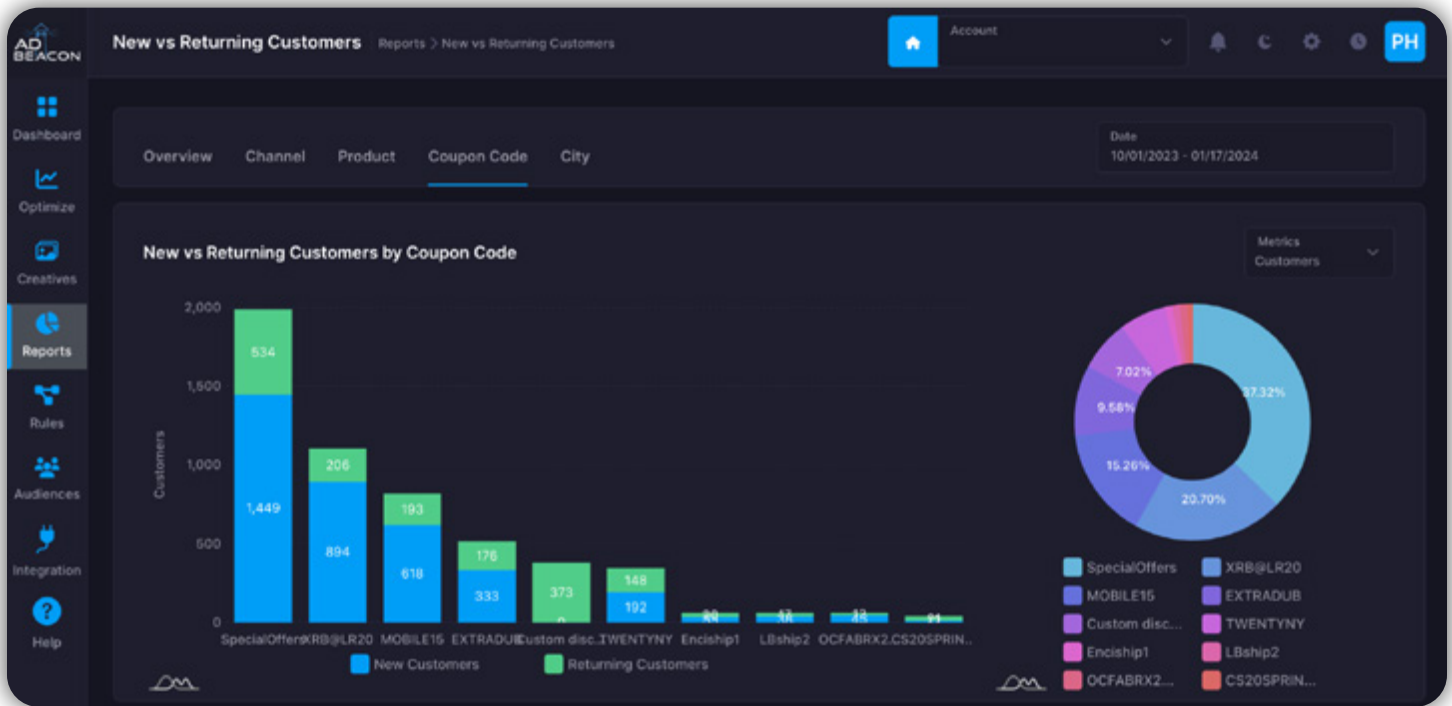 AD
BEACON
New vs Returning Customers
Reports > New vs Returning Customers
Account
PH
Dashboard
Optimize
Creatives
Reports
Rules
Audiences
Integration
Help
Overview
Channel
Product
Coupon Code
City
Date
10/01/2023 - 01/17/2024
New vs Returning Customers by Coupon Code
Metrics
Customers
Customers
2,000
1,500
1,000
500
0
534
1,449
206
894
193
618
176
333
373
0
148
192
SpecialOffers
XRB@LR20
MOBILE15
EXTRADUB
Custom disc...
TWENTYNY
Enciship1
LBship2
OCFABRX2...
CS20SPRIN...
New Customers
Returning Customers
37.32%
20.70%
15.26%
9.58%
7.02%
SpecialOffers
XRB@LR20
MOBILE15
EXTRADUB
Custom disc...
TWENTYNY
Enciship1
LBship2
OCFABRX2...
CS20SPRIN...